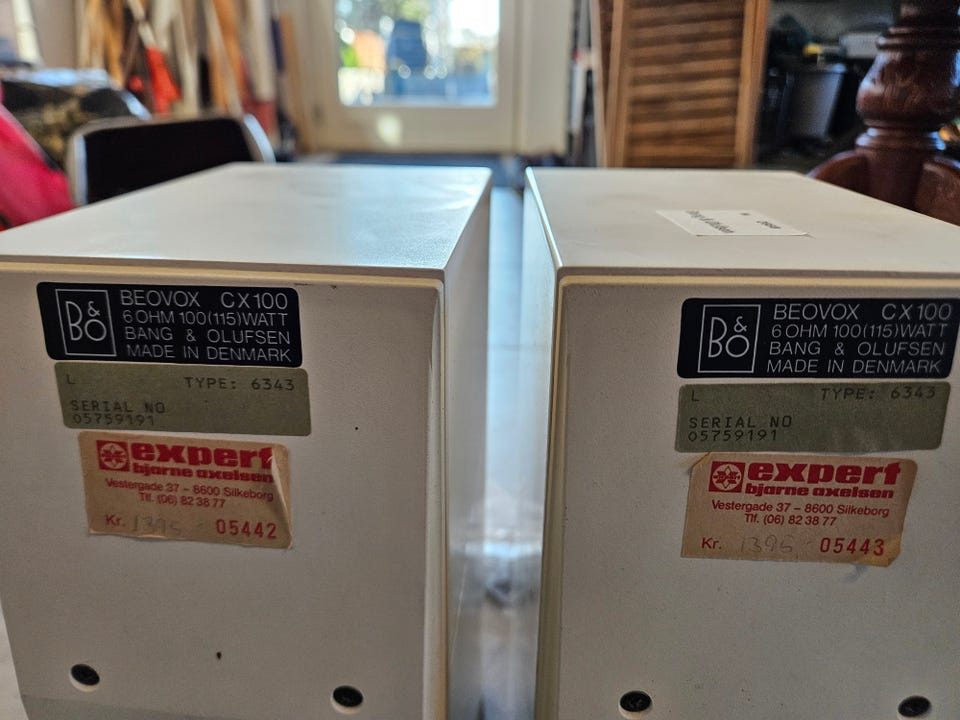 B&O
BEOVOX CX100
6 OHM 100(115)WATT
BANG & OLUFSEN
MADE IN DENMARK
L TYPE: 6343
SERIAL NO
05759191
expert
bjarne axelsen
Vestergade 37 – 8600 Silkeborg
Tlf. (06) 82 38 77
Kr. 1395, 05442
B&O
BEOVOX CX100
6 OHM 100(115)WATT
BANG & OLUFSEN
MADE IN DENMARK
L TYPE: 6343
SERIAL NO
05759191
expert
bjarne axelsen
Vestergade 37 – 8600 Silkeborg
Tlf. (06) 82 38 77
Kr. 1395, 05443